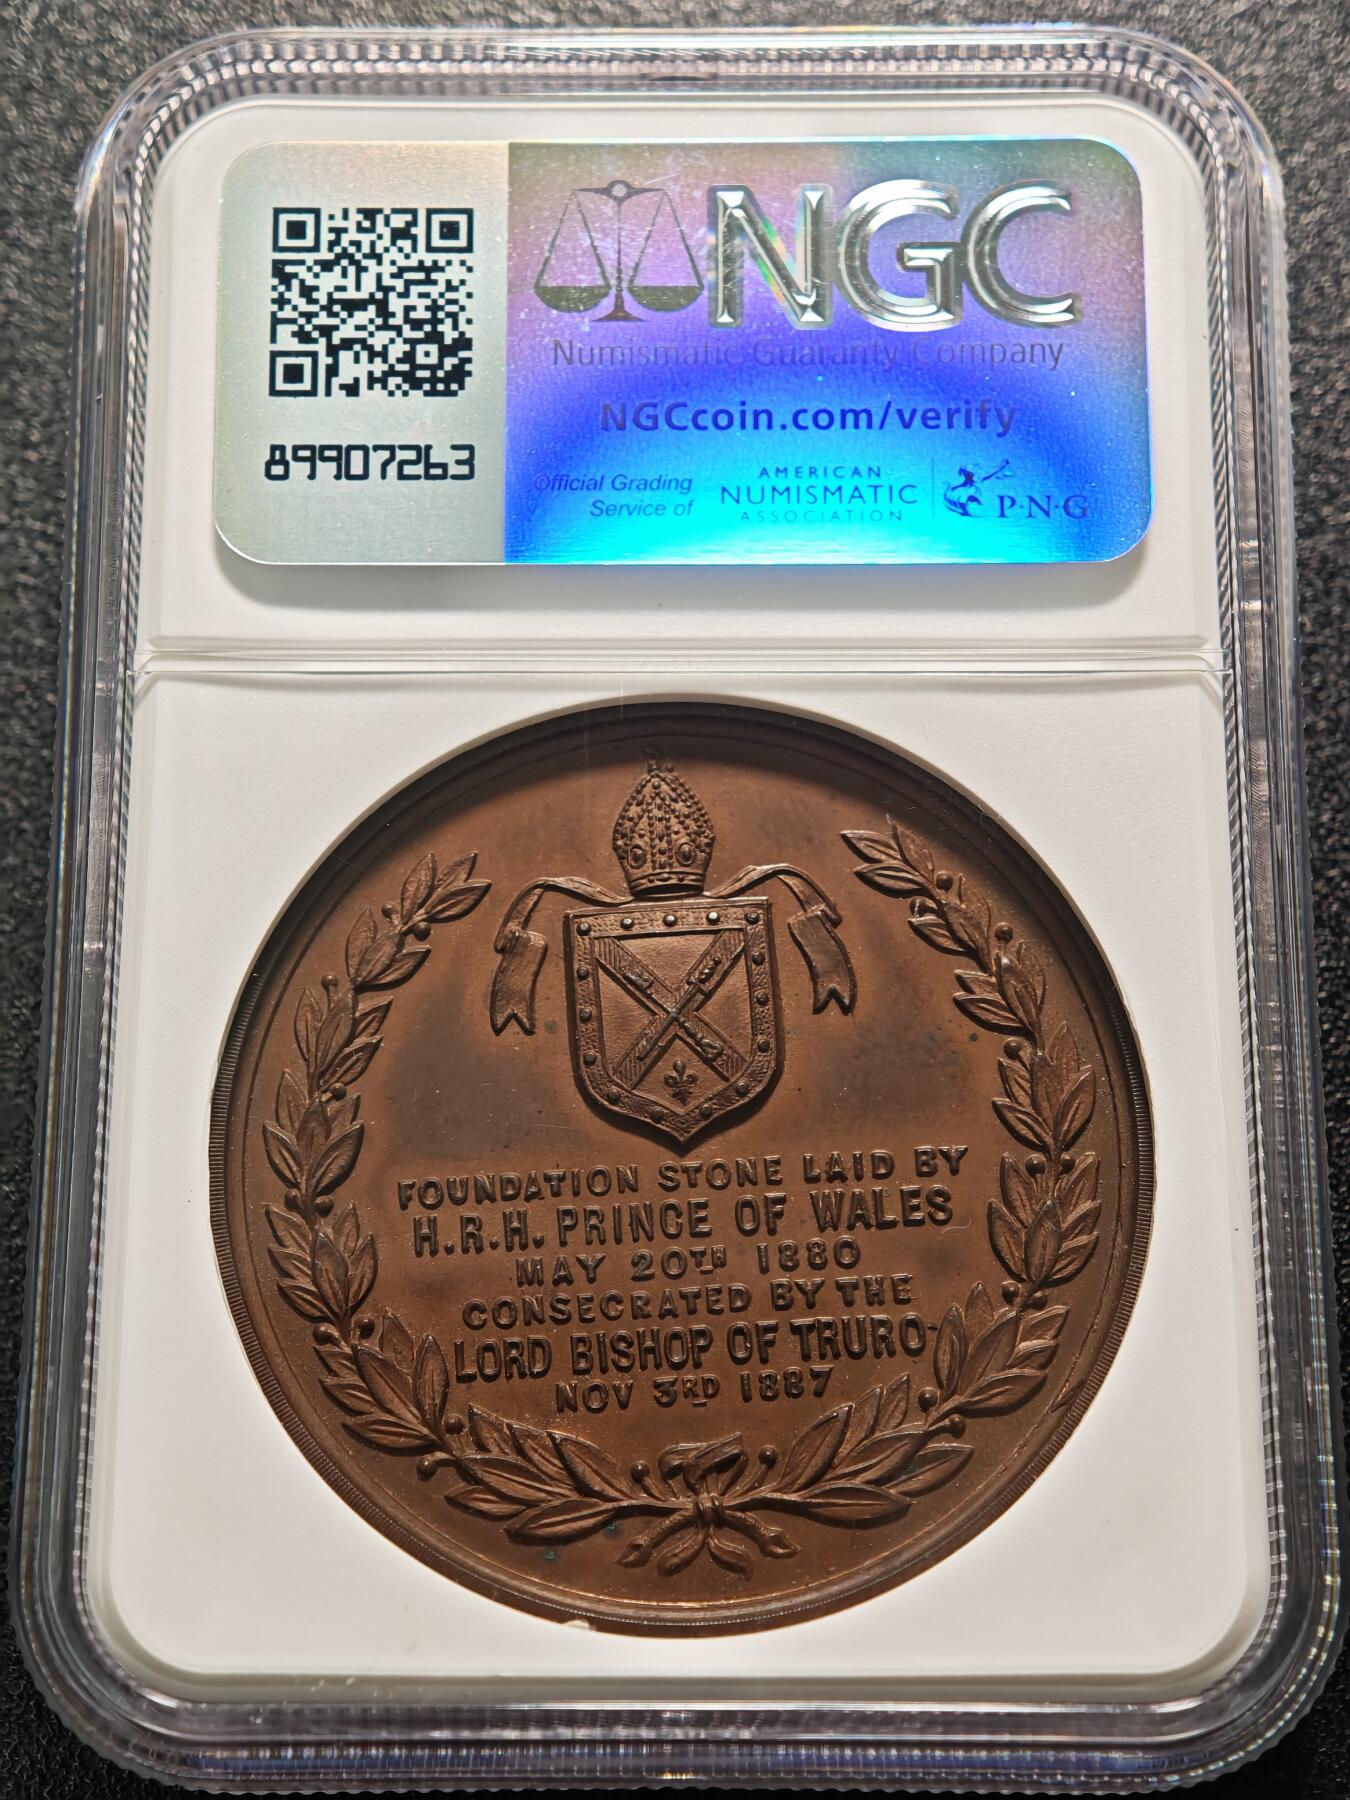 NGC
Numismatic Guaranty Company
NGCcoin.com/verify
89907263
Official Grading
Service of
AMERICAN
NUMISMATIC
ASSOCIATION
P·N·G
FOUNDATION STONE LAID BY
H.R.H. PRINCE OF WALES
MAY 20TH 1880
CONSECRATED BY THE
LORD BISHOP OF TRURO
NOV 3RD 1887